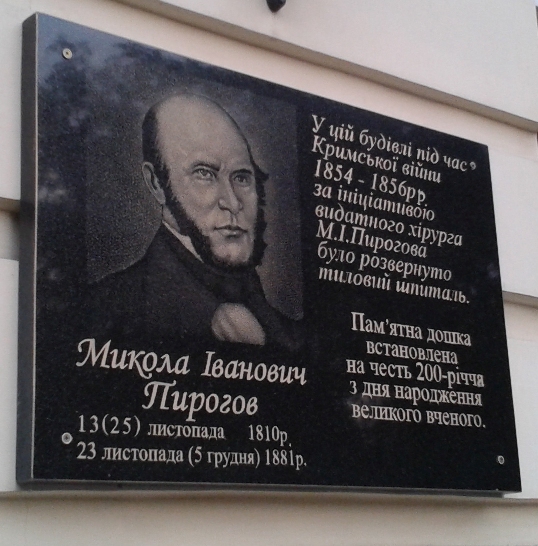 У цій будівлі під час
Кримської війни
1854 - 1856рр.
за ініціативою
видатного хірурга
М.І.Пирогова
було розвернуто
тиловий шпиталь.
Пам'ятна дошка
встановлена
на честь 200-річчя
з дня народження
великого вченого.
Микола Іванович
Пирогов
13(25) листопада 1810р.
23 листопада (5 грудня) 1881р.